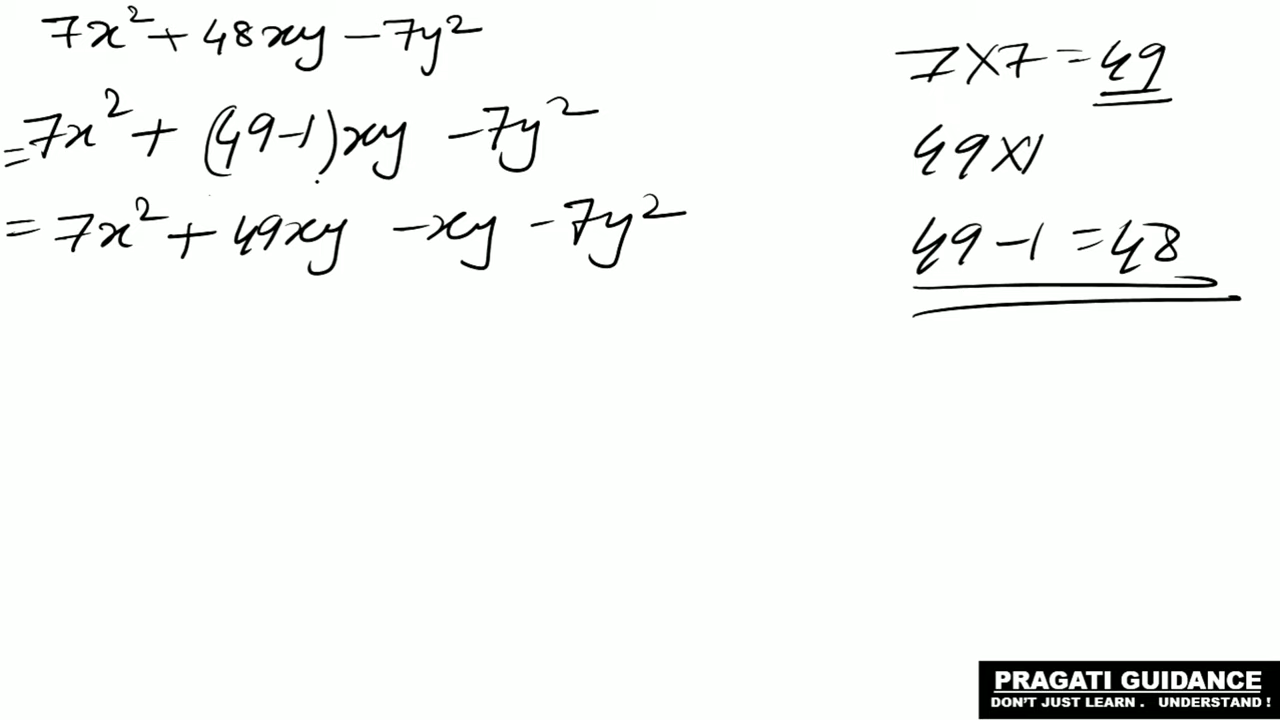 7x² + 48xy - 7y²
= 7x² + (49-1)xy - 7y²
= 7x² + 49xy - xy - 7y²
7×7 = 49
49×1
49-1 = 48
PRAGATI GUIDANCE
DON'T JUST LEARN . UNDERSTAND !